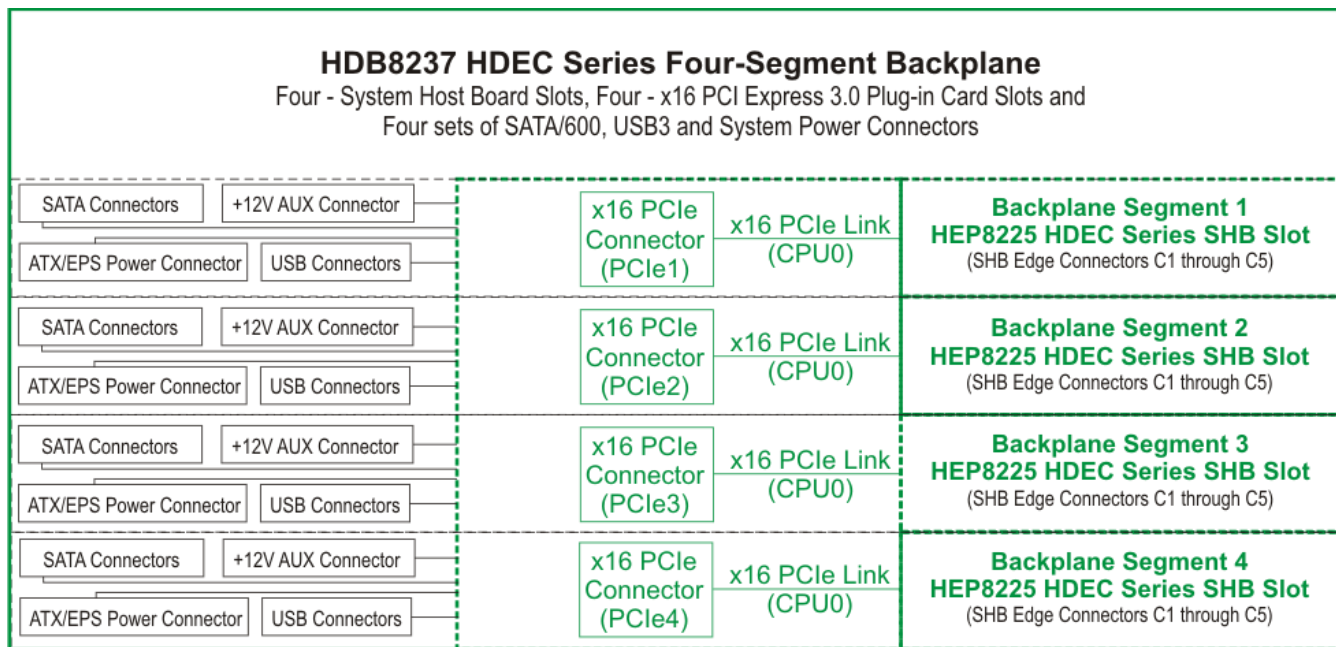 HDB8237 HDEC Series Four-Segment Backplane
Four - System Host Board Slots, Four - x16 PCI Express 3.0 Plug-in Card Slots and
Four sets of SATA/600, USB3 and System Power Connectors
SATA Connectors
+12V AUX Connector
ATX/EPS Power Connector
USB Connectors
x16 PCIe
Connector
(PCIe1)
x16 PCIe Link
(CPU0)
Backplane Segment 1
HEP8225 HDEC Series SHB Slot
(SHB Edge Connectors C1 through C5)
SATA Connectors
+12V AUX Connector
ATX/EPS Power Connector
USB Connectors
x16 PCIe
Connector
(PCIe2)
x16 PCIe Link
(CPU0)
Backplane Segment 2
HEP8225 HDEC Series SHB Slot
(SHB Edge Connectors C1 through C5)
SATA Connectors
+12V AUX Connector
ATX/EPS Power Connector
USB Connectors
x16 PCIe
Connector
(PCIe3)
x16 PCIe Link
(CPU0)
Backplane Segment 3
HEP8225 HDEC Series SHB Slot
(SHB Edge Connectors C1 through C5)
SATA Connectors
+12V AUX Connector
ATX/EPS Power Connector
USB Connectors
x16 PCIe
Connector
(PCIe4)
x16 PCIe Link
(CPU0)
Backplane Segment 4
HEP8225 HDEC Series SHB Slot
(SHB Edge Connectors C1 through C5)